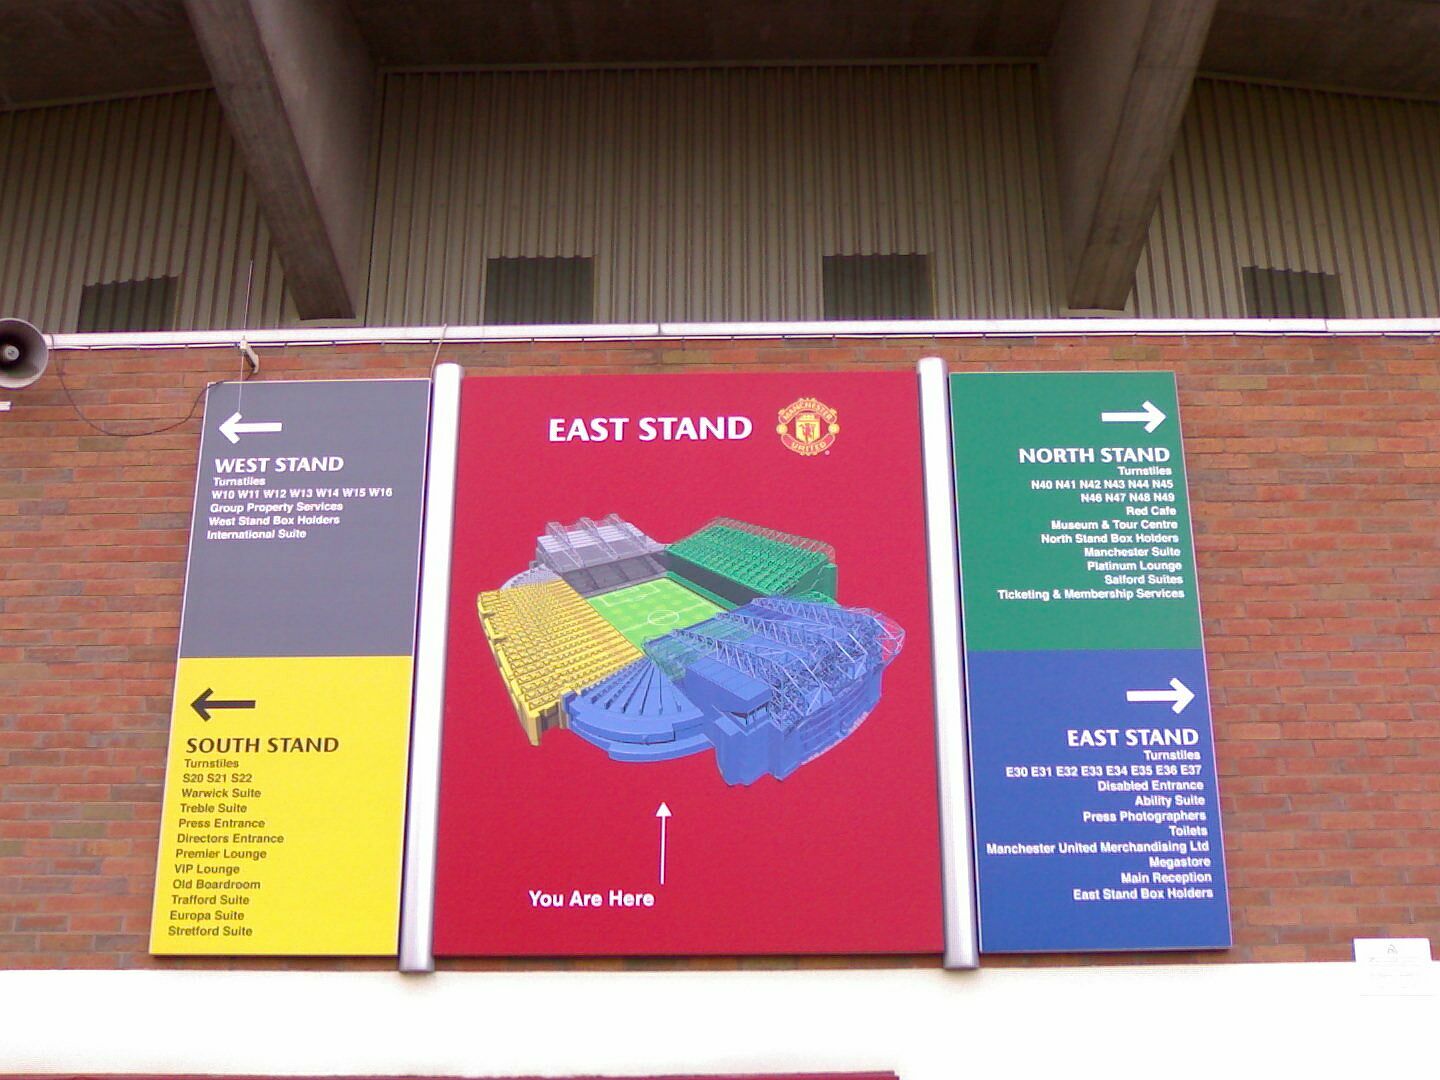 WEST STAND
Turnstiles
W10 W11 W12 W13 W14 W15 W16
Group Property Services
West Stand Box Holders
International Suite
SOUTH STAND
Turnstiles
S20 S21 S22
Warwick Suite
Treble Suite
Press Entrance
Directors Entrance
Premier Lounge
VIP Lounge
Old Boardroom
Trafford Suite
Europa Suite
Stretford Suite
EAST STAND
MANCHESTER
UNITED
You Are Here
NORTH STAND
Turnstiles
N40 N41 N42 N43 N44 N45
N46 N47 N48 N49
Red Cafe
Museum & Tour Centre
North Stand Box Holders
Manchester Suite
Platinum Lounge
Salford Suites
Ticketing & Membership Services
EAST STAND
Turnstiles
E30 E31 E32 E33 E34 E35 E36 E37
Disabled Entrance
Ability Suite
Press Photographers
Toilets
Manchester United Merchandising Ltd
Megastore
Main Reception
East Stand Box Holders